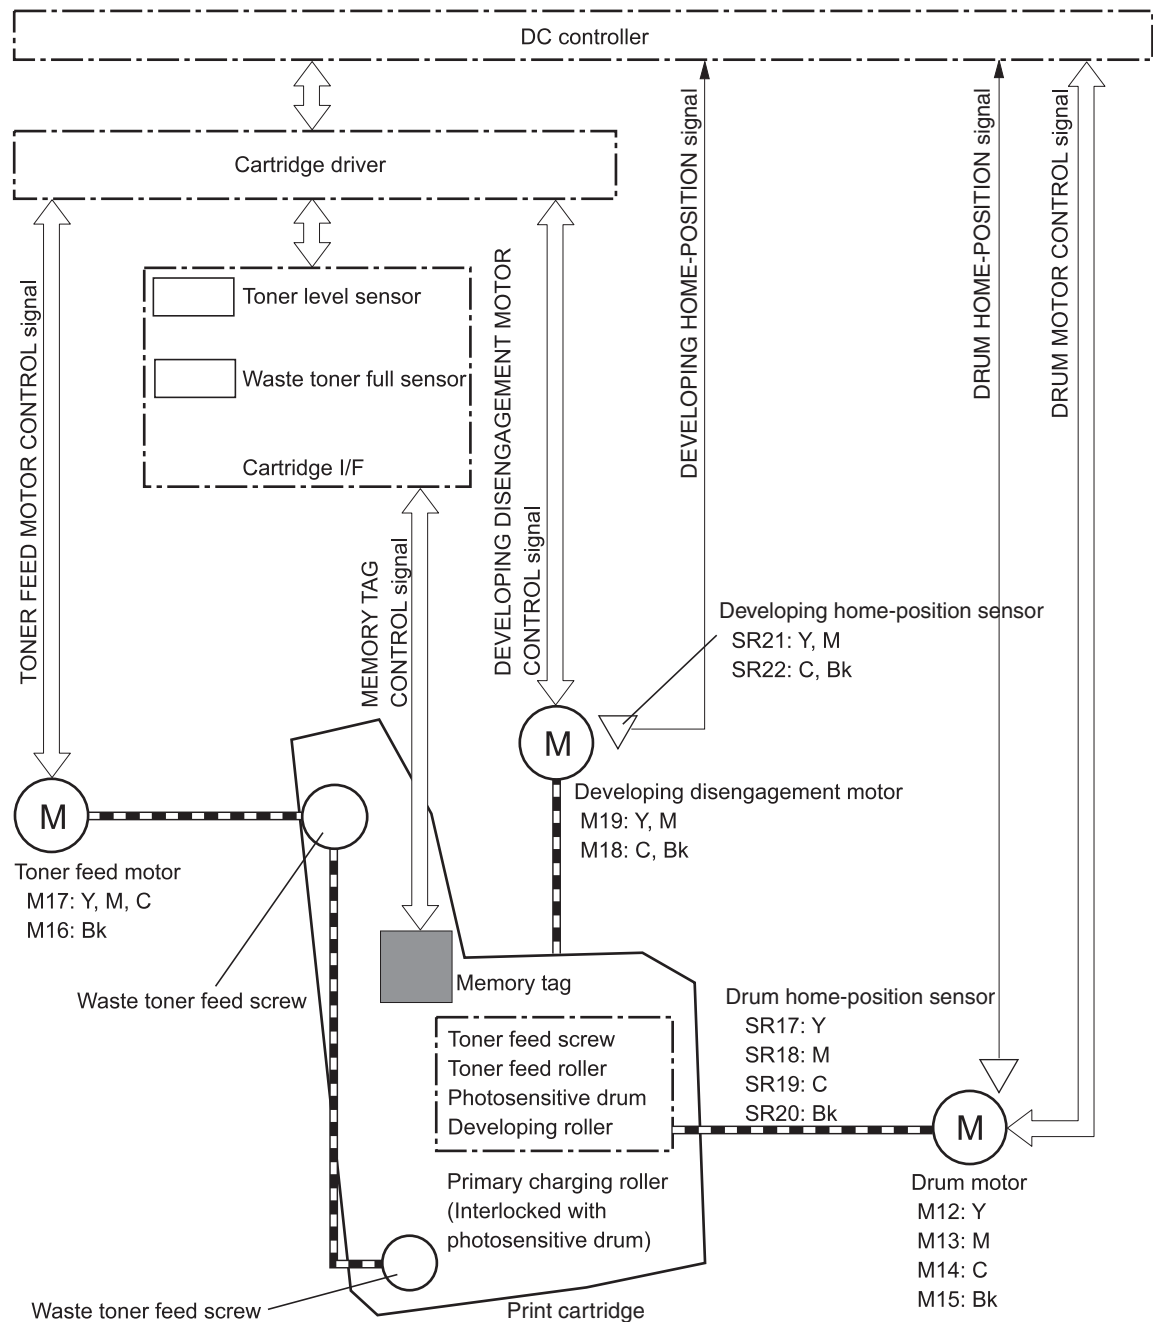 DC controller
Cartridge driver
TONER FEED MOTOR CONTROL signal
Toner level sensor
Waste toner full sensor
Cartridge I/F
MEMORY TAG
CONTROL signal
DEVELOPING DISENGAGEMENT MOTOR
CONTROL signal
DEVELOPING HOME-POSITION signal
DRUM HOME-POSITION signal
DRUM MOTOR CONTROL signal
Developing home-position sensor
SR21: Y, M
SR22: C, Bk
M
Developing disengagement motor
M19: Y, M
M18: C, Bk
M
Toner feed motor
M17: Y, M, C
M16: Bk
Waste toner feed screw
Memory tag
Drum home-position sensor
SR17: Y
SR18: M
SR19: C
SR20: Bk
Toner feed screw
Toner feed roller
Photosensitive drum
Developing roller
M
Primary charging roller
(Interlocked with
photosensitive drum)
Drum motor
M12: Y
M13: M
M14: C
M15: Bk
Waste toner feed screw
Print cartridge